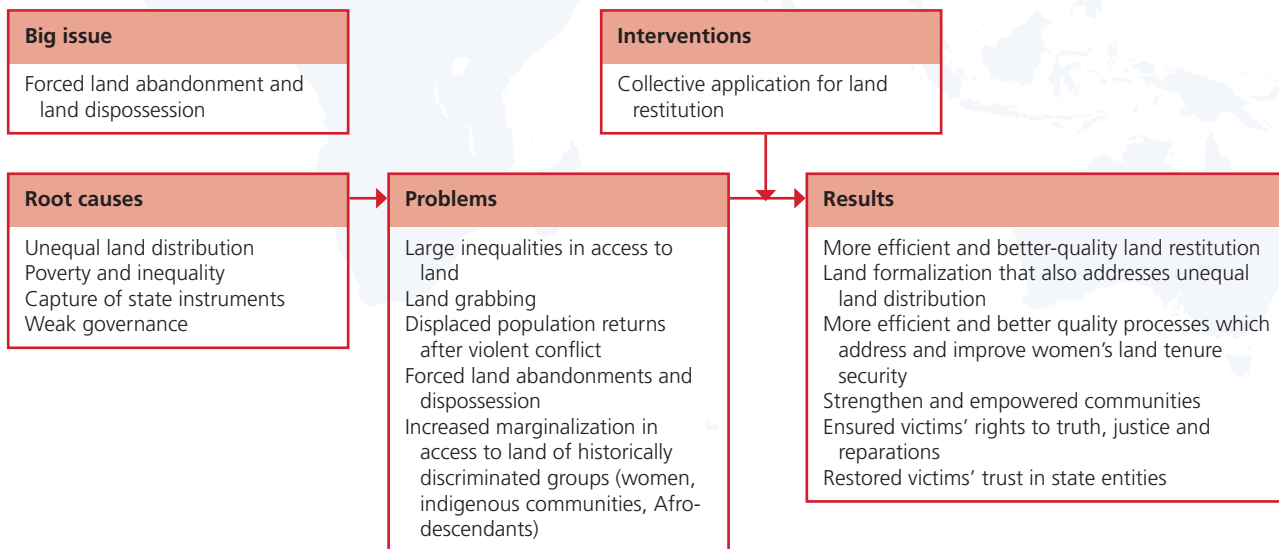 Big issue
Forced land abandonment and
land dispossession
Interventions
Collective application for land
restitution
Root causes
Unequal land distribution
Poverty and inequality
Capture of state instruments
Weak governance
Problems
Large inequalities in access to
land
Land grabbing
Displaced population returns
after violent conflict
Forced land abandonments and
dispossession
Increased marginalization in
access to land of historically
discriminated groups (women,
indigenous communities, Afro-
descendants)
Results
More efficient and better-quality land restitution
Land formalization that also addresses unequal
land distribution
More efficient and better quality processes which
address and improve women’s land tenure
security
Strengthen and empowered communities
Ensured victims’ rights to truth, justice and
reparations
Restored victims’ trust in state entities